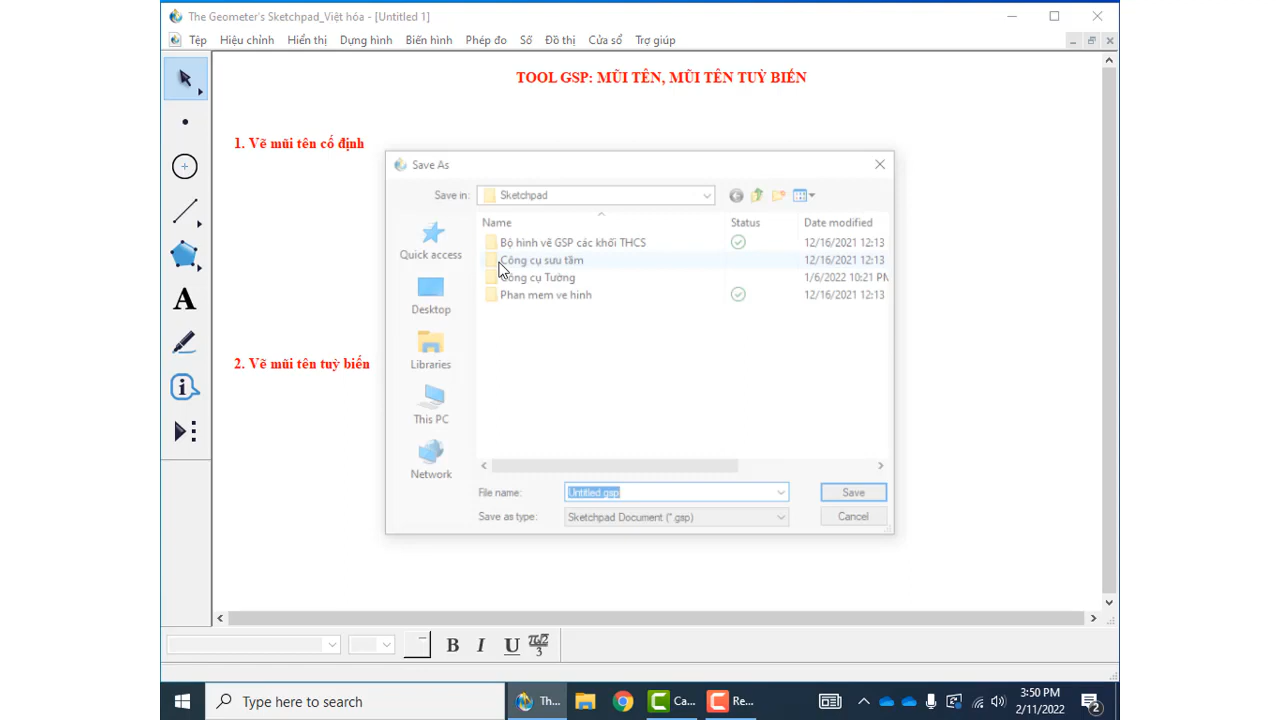 The Geometer's Sketchpad_Việt hóa - [Untitled 1]
Tệp Hiệu chỉnh Hiển thị Dựng hình Biến hình Phép đo Số Đồ thị Cửa sổ Trợ giúp
TOOL GSP: MŨI TÊN, MŨI TÊN TUỲ BIẾN
1. Vẽ mũi tên cố định
Save As
Save in: Sketchpad
Name Status Date modified
Bộ hình vẽ GSP các khối THCS 12/16/2021 12:13
Công cụ sưu tầm 12/16/2021 12:13
Công cụ Tường 1/6/2022 10:21 PM
Phan mem ve hinh 12/16/2021 12:13
Quick access
Desktop
Libraries
This PC
Network
2. Vẽ mũi tên tuỳ biến
File name: Untitled.gsp Save
Save as type: Sketchpad Document (*.gsp) Cancel
A
B I U π√2/3
Type here to search
Th... Ca... Re...
3:50 PM
2/11/2022
2